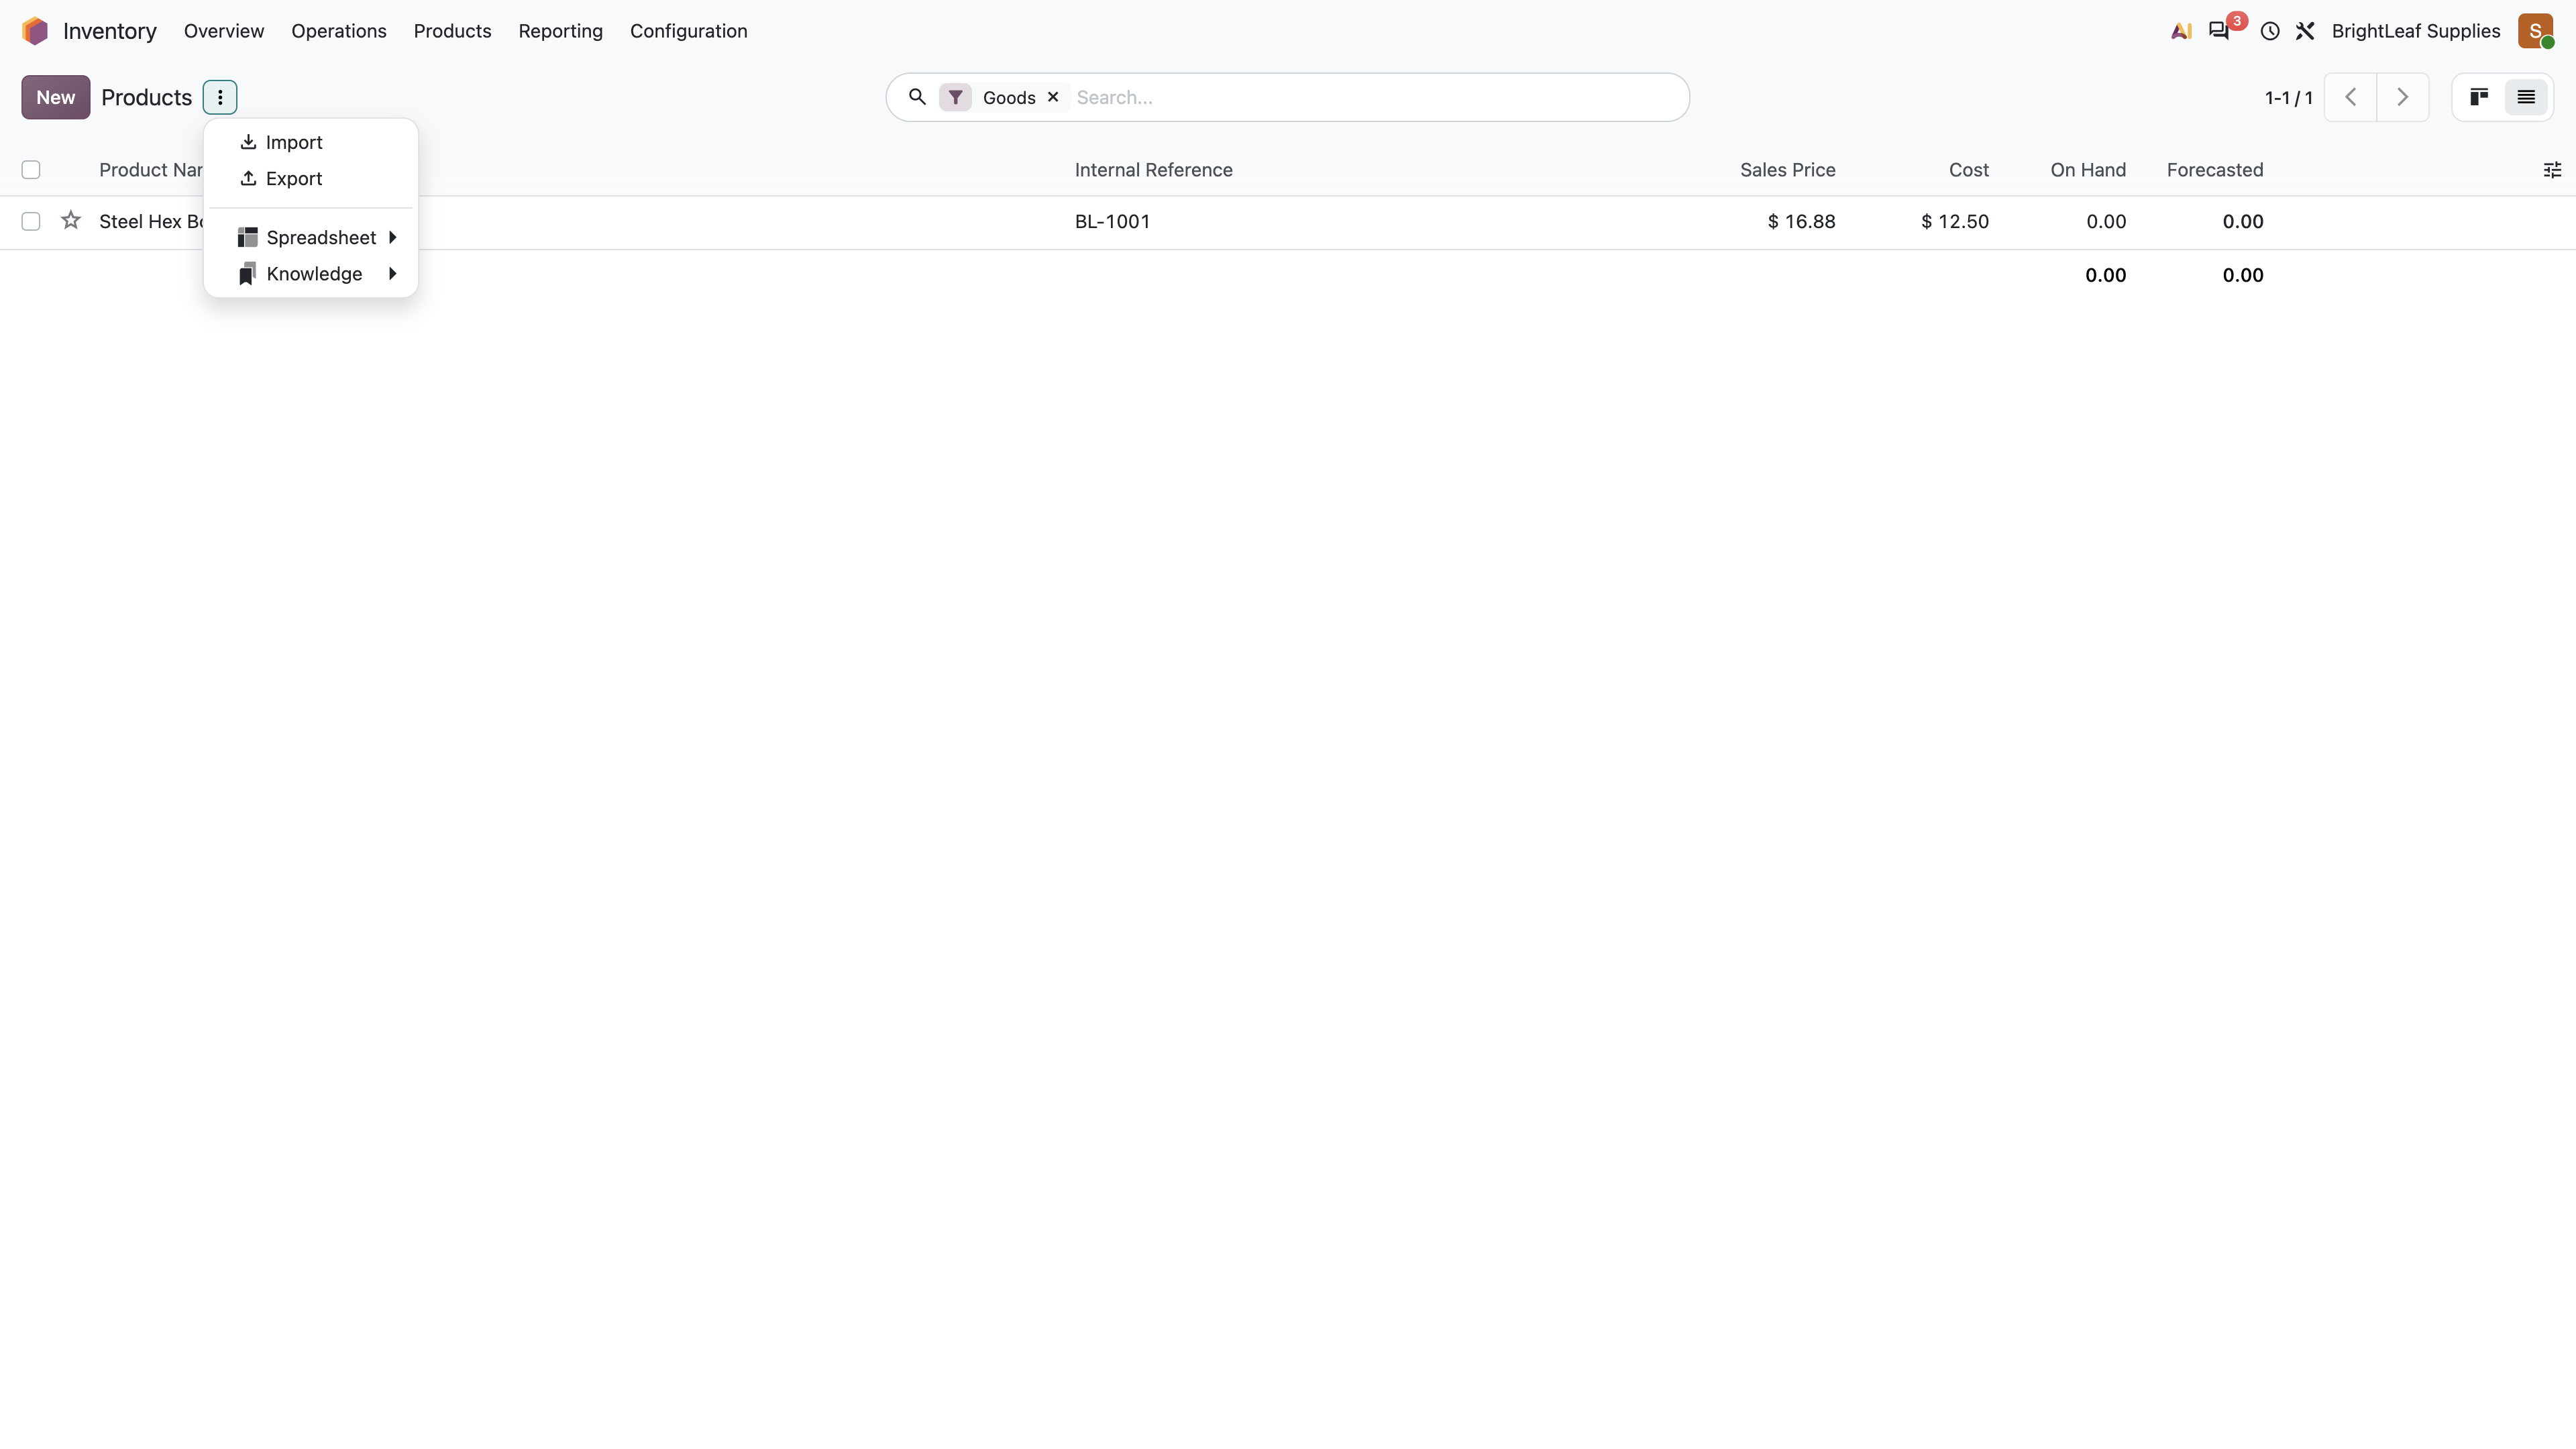 Inventory Overview Operations Products Reporting Configuration AI 3 BrightLeaf Supplies S
New Products Goods Search... 1-1 / 1
Import
Export
Spreadsheet
Knowledge
Product Internal Reference Sales Price Cost On Hand Forecasted
Steel Hex BL-1001 $ 16.88 $ 12.50 0.00 0.00
0.00 0.00